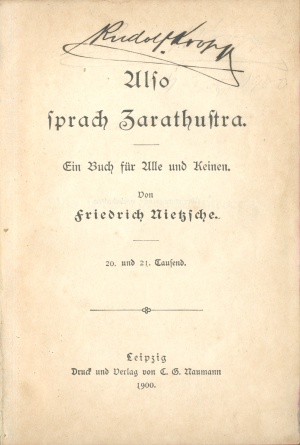 Rudolf Kropp
Also
sprach Zarathustra.
Ein Buch für Alle und Keinen.
Von
Friedrich Nietzsche.
20. und 21. Tausend.
Leipzig
Druck und Verlag von C. G. Naumann
1900.